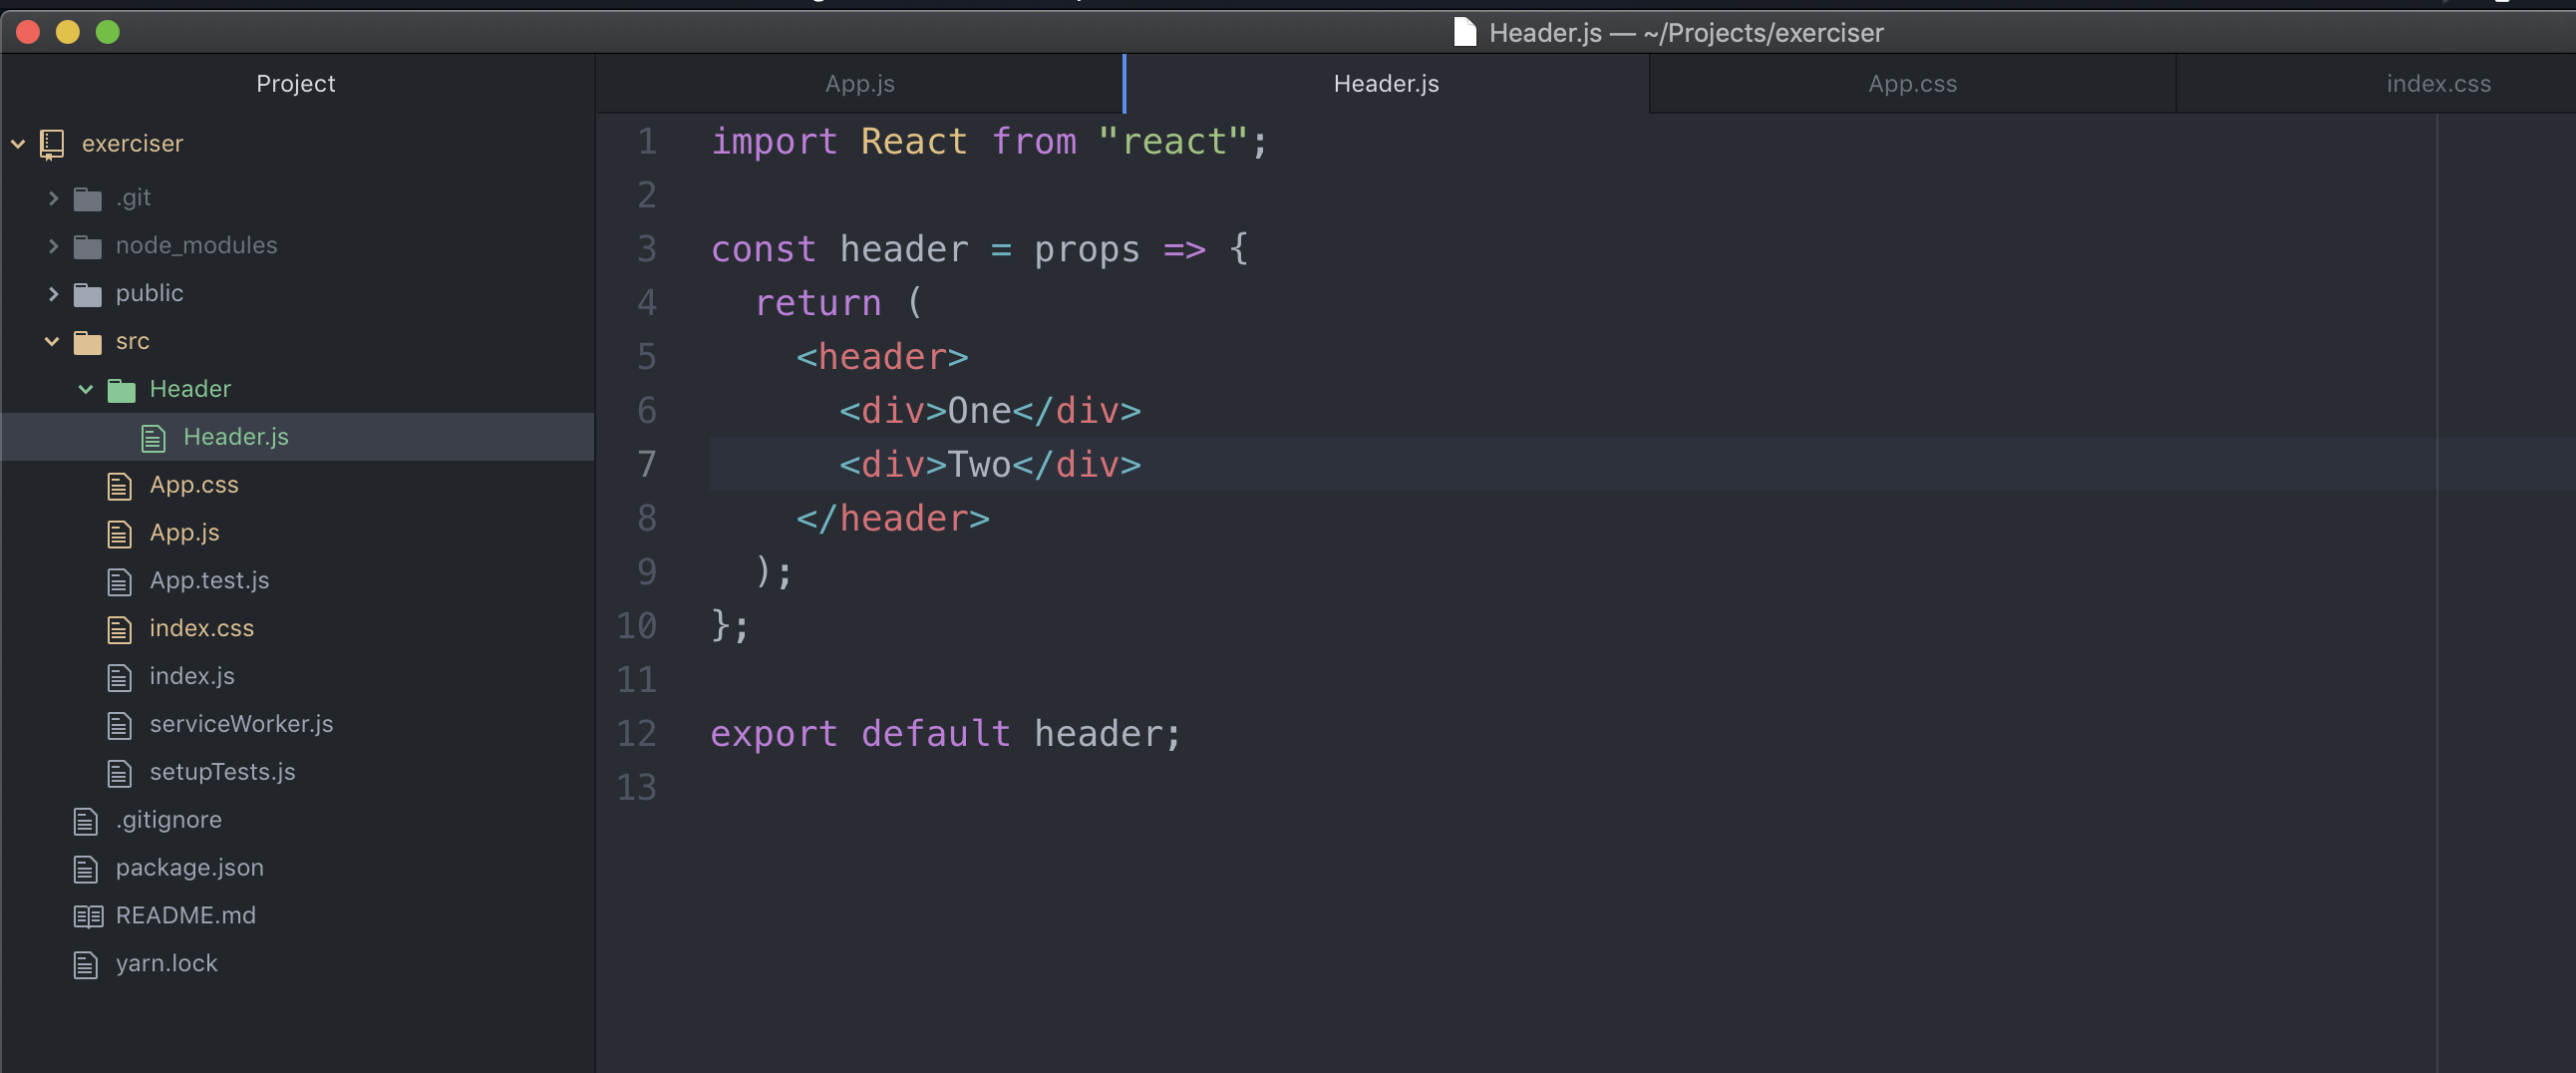 Header.js — ~/Projects/exerciser
Project
exerciser
.git
node_modules
public
src
Header
Header.js
App.css
App.js
App.test.js
index.css
index.js
serviceWorker.js
setupTests.js
.gitignore
package.json
README.md
yarn.lock
App.js
Header.js
App.css
index.css
1 import React from "react";
2
3 const header = props => {
4   return (
5     <header>
6       <div>One</div>
7       <div>Two</div>
8     </header>
9   );
10 };
11
12 export default header;
13